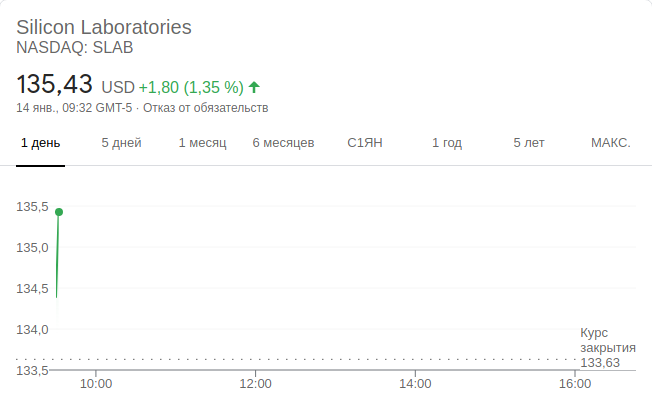 Silicon Laboratories
NASDAQ: SLAB
135,43 USD +1,80 (1,35 %)
14 янв., 09:32 GMT-5 · Отказ от обязательств
1 день 5 дней 1 месяц 6 месяцев С1ЯН 1 год 5 лет МАКС.
135,5
135,0
134,5
134,0
Курс
закрытия
133,63
133,5
10:00 12:00 14:00 16:00